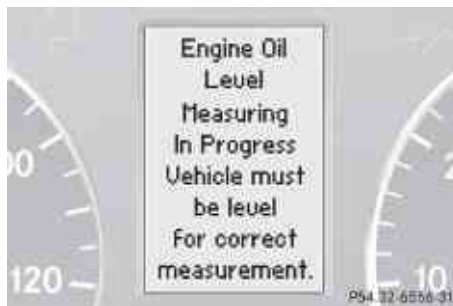 Engine Oil
Level
Measuring
In Progress
Vehicle must
be level
For correct
measurement.
120
10
P54.32-6556-31